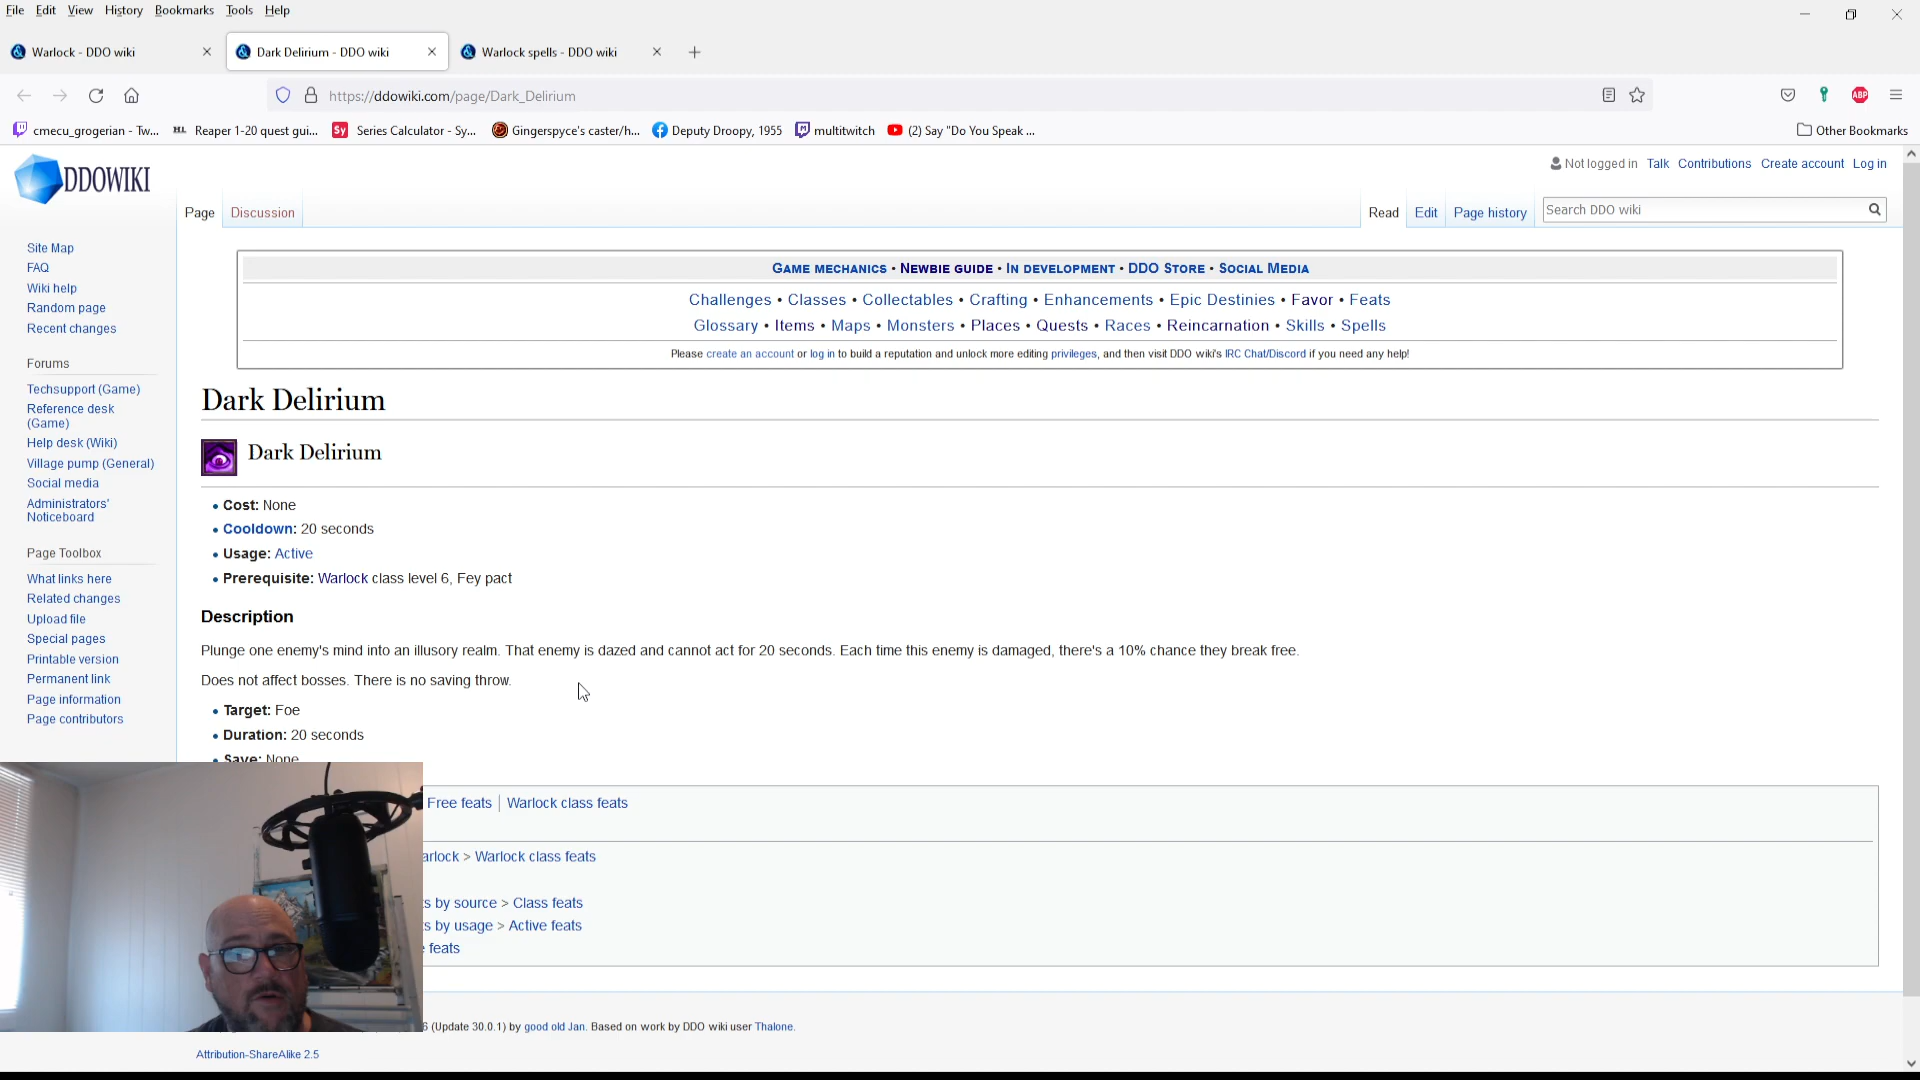 File Edit View History Bookmarks Tools Help
Warlock - DDO wiki
Dark Delirium - DDO wiki
Warlock spells - DDO wiki
https://ddowiki.com/page/Dark_Delirium
ABP
cmecu_grogerian - Tw...
Reaper 1-20 quest gui...
Sy Series Calculator - Sy...
Gingerspyce's caster/h...
Deputy Droopy, 1955
multitwitch
(2) Say "Do You Speak ...
Other Bookmarks
DDOWIKI
Not logged in Talk Contributions Create account Log in
Page Discussion
Read Edit Page history
Search DDO wiki
Site Map
FAQ
Wiki help
Random page
Recent changes
Forums
Techsupport (Game)
Reference desk
(Game)
Help desk (Wiki)
Village pump (General)
Social media
Administrators'
Noticeboard
Page Toolbox
What links here
Related changes
Upload file
Special pages
Printable version
Permanent link
Page information
Page contributors
GAME MECHANICS • NEWBIE GUIDE • IN DEVELOPMENT • DDO STORE • SOCIAL MEDIA
Challenges • Classes • Collectables • Crafting • Enhancements • Epic Destinies • Favor • Feats
Glossary • Items • Maps • Monsters • Places • Quests • Races • Reincarnation • Skills • Spells
Please create an account or log in to build a reputation and unlock more editing privileges, and then visit DDO wiki's IRC Chat/Discord if you need any help!
Dark Delirium
Dark Delirium
• Cost: None
• Cooldown: 20 seconds
• Usage: Active
• Prerequisite: Warlock class level 6, Fey pact
Description
Plunge one enemy's mind into an illusory realm. That enemy is dazed and cannot act for 20 seconds. Each time this enemy is damaged, there's a 10% chance they break free.
Does not affect bosses. There is no saving throw.
• Target: Foe
• Duration: 20 seconds
• Save: None
Free feats | Warlock class feats
arlock > Warlock class feats
s by source > Class feats
s by usage > Active feats
feats
6 (Update 30.0.1) by good old Jan. Based on work by DDO wiki user Thalone.
Attribution-ShareAlike 2.5